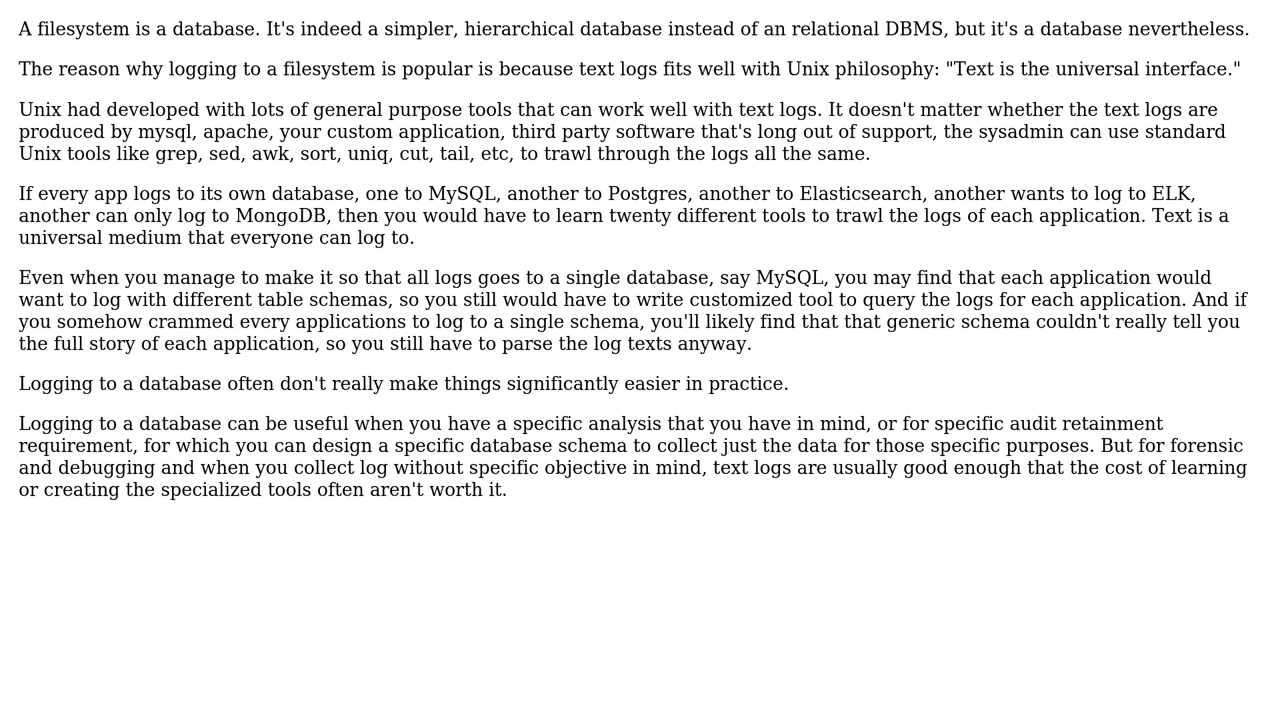 A filesystem is a database. It's indeed a simpler, hierarchical database instead of an relational DBMS, but it's a database nevertheless.
The reason why logging to a filesystem is popular is because text logs fits well with Unix philosophy: "Text is the universal interface."
Unix had developed with lots of general purpose tools that can work well with text logs. It doesn't matter whether the text logs are
produced by mysql, apache, your custom application, third party software that's long out of support, the sysadmin can use standard
Unix tools like grep, sed, awk, sort, uniq, cut, tail, etc, to trawl through the logs all the same.
If every app logs to its own database, one to MySQL, another to Postgres, another to Elasticsearch, another wants to log to ELK,
another can only log to MongoDB, then you would have to learn twenty different tools to trawl the logs of each application. Text is a
universal medium that everyone can log to.
Even when you manage to make it so that all logs goes to a single database, say MySQL, you may find that each application would
want to log with different table schemas, so you still would have to write customized tool to query the logs for each application. And if
you somehow crammed every applications to log to a single schema, you'll likely find that that generic schema couldn't really tell you
the full story of each application, so you still have to parse the log texts anyway.
Logging to a database often don't really make things significantly easier in practice.
Logging to a database can be useful when you have a specific analysis that you have in mind, or for specific audit retainment
requirement, for which you can design a specific database schema to collect just the data for those specific purposes. But for forensic
and debugging and when you collect log without specific objective in mind, text logs are usually good enough that the cost of learning
or creating the specialized tools often aren't worth it.